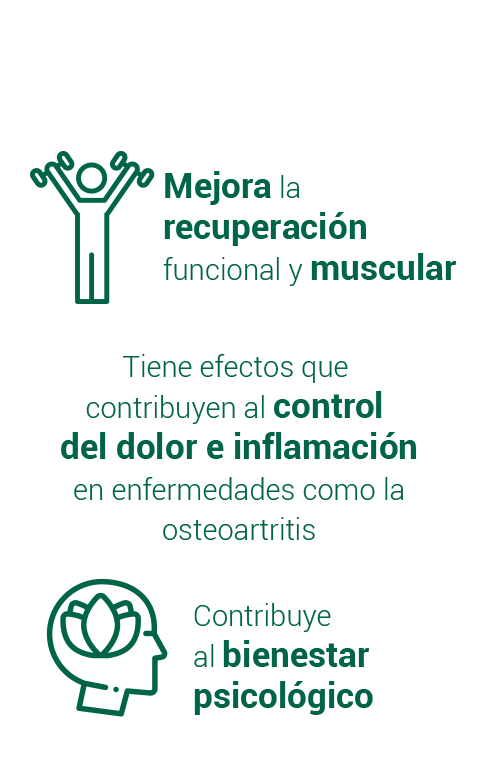 Mejora la
recuperación
funcional y muscular
Tiene efectos que
contribuyen al control
del dolor e inflamación
en enfermedades como la
osteoartritis
Contribuye
al bienestar
psicológico